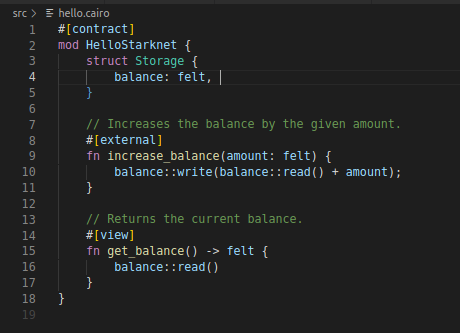 src > hello.cairo
1 #[contract]
2 mod HelloStarknet {
3     struct Storage {
4         balance: felt,
5     }
6
7     // Increases the balance by the given amount.
8     #[external]
9     fn increase_balance(amount: felt) {
10         balance::write(balance::read() + amount);
11     }
12
13     // Returns the current balance.
14     #[view]
15     fn get_balance() -> felt {
16         balance::read()
17     }
18 }
19